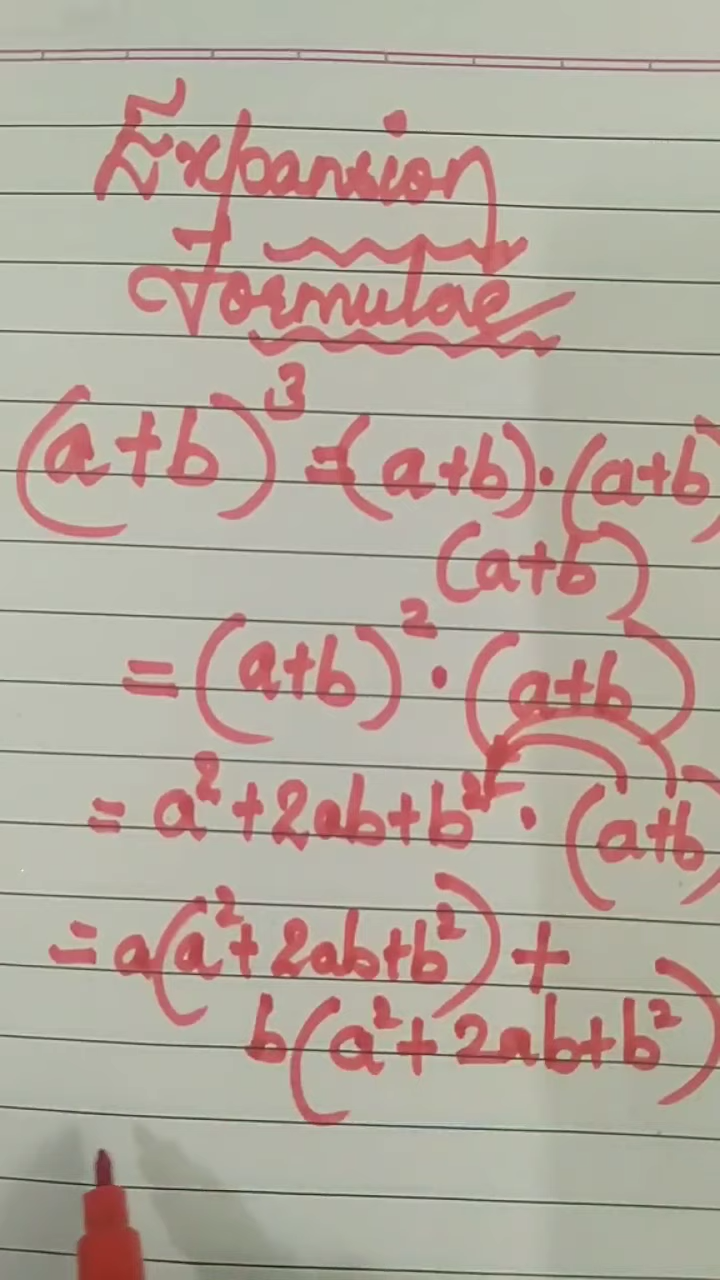 Expansion
Formulae
(a+b)³ = (a+b)·(a+b)
(a+b)
= (a+b)²·(a+b)
= a²+2ab+b²·(a+b)
= a(a²+2ab+b²)+
b(a²+2ab+b²)